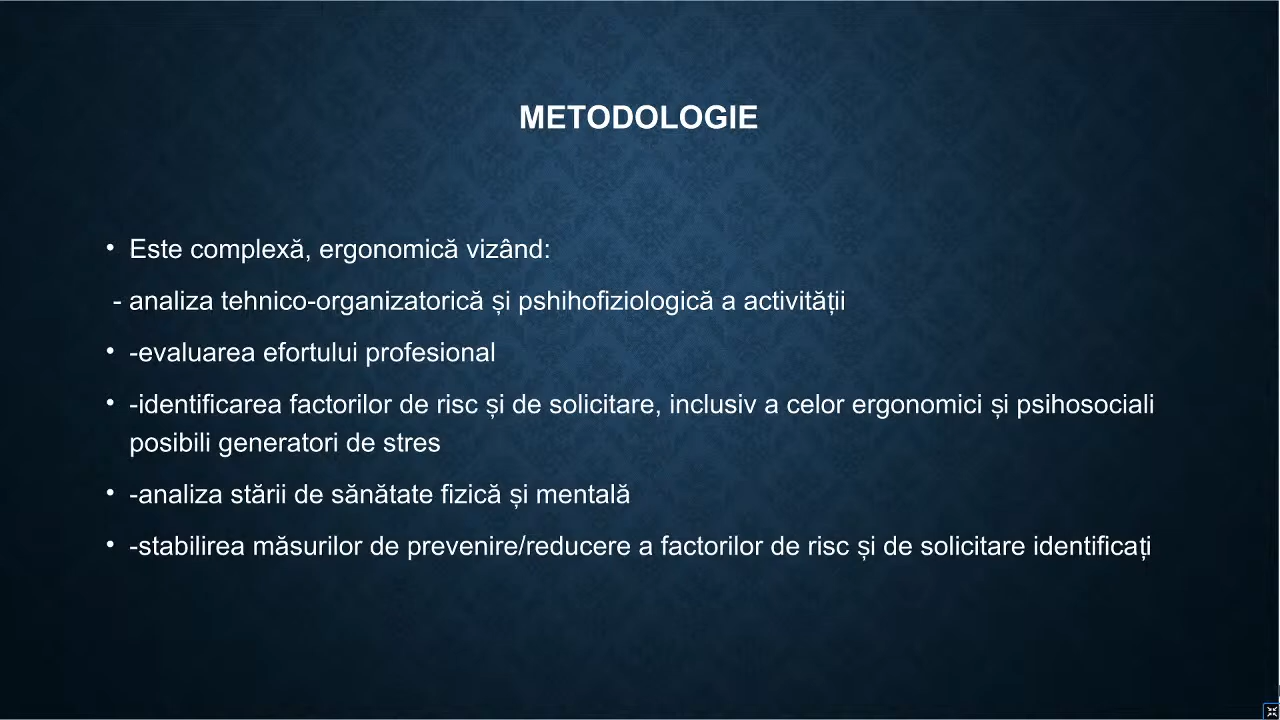 METODOLOGIE
• Este complexă, ergonomică vizând:
- analiza tehnico-organizatorică și pshihofiziologică a activității
• -evaluarea efortului profesional
• -identificarea factorilor de risc și de solicitare, inclusiv a celor ergonomici și psihosociali
posibili generatori de stres
• -analiza stării de sănătate fizică și mentală
• -stabilirea măsurilor de prevenire/reducere a factorilor de risc și de solicitare identificați